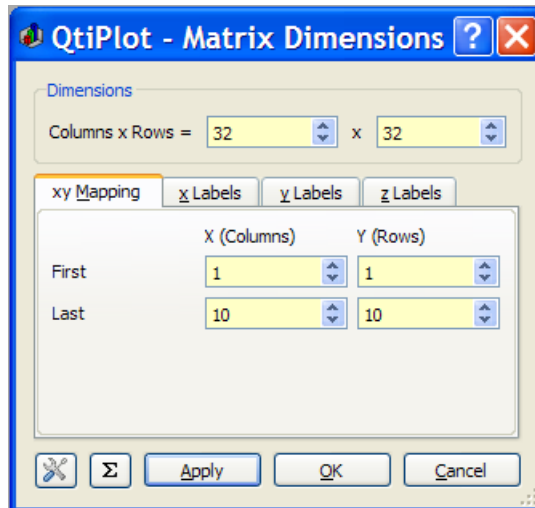 QtiPlot - Matrix Dimensions ?
Dimensions
Columns x Rows = 32 x 32
xy Mapping x Labels y Labels z Labels
X (Columns) Y (Rows)
First 1 1
Last 10 10
Σ Apply OK Cancel